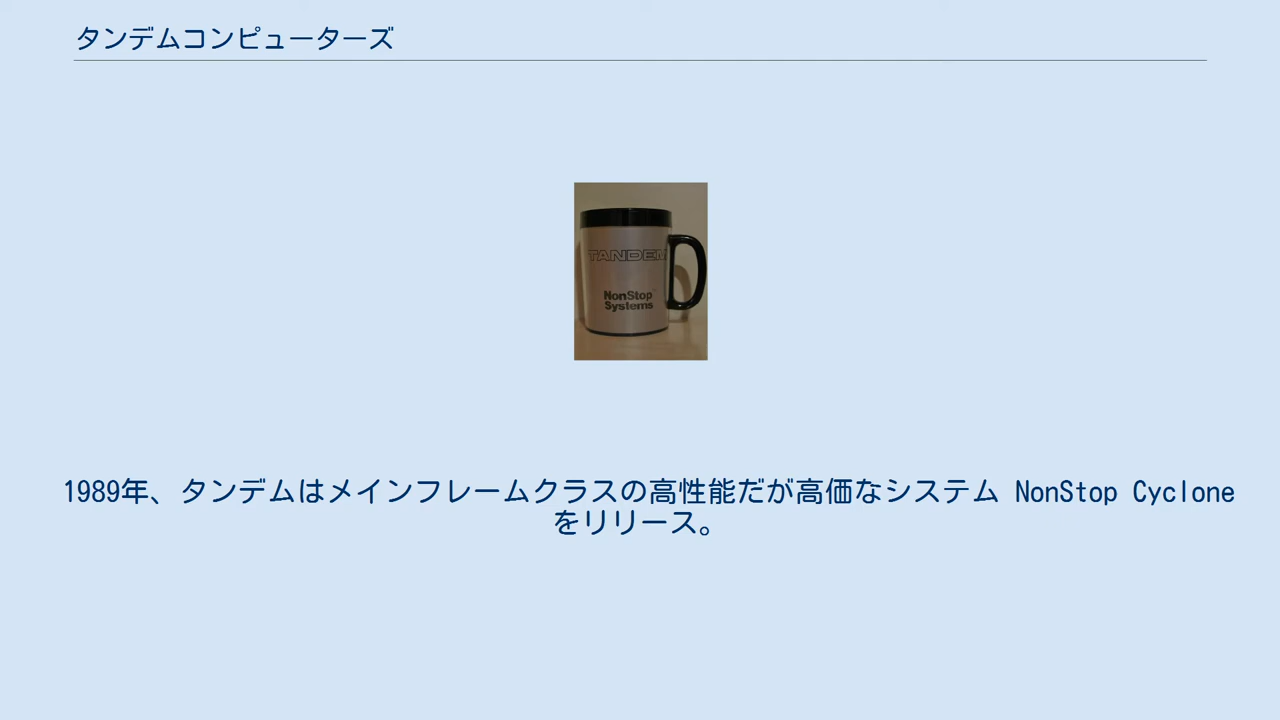 タンデムコンピューターズ
TANDEM
NonStop
Systems
1989年、タンデムはメインフレームクラスの高性能だが高価なシステム NonStop Cyclone
をリリース。